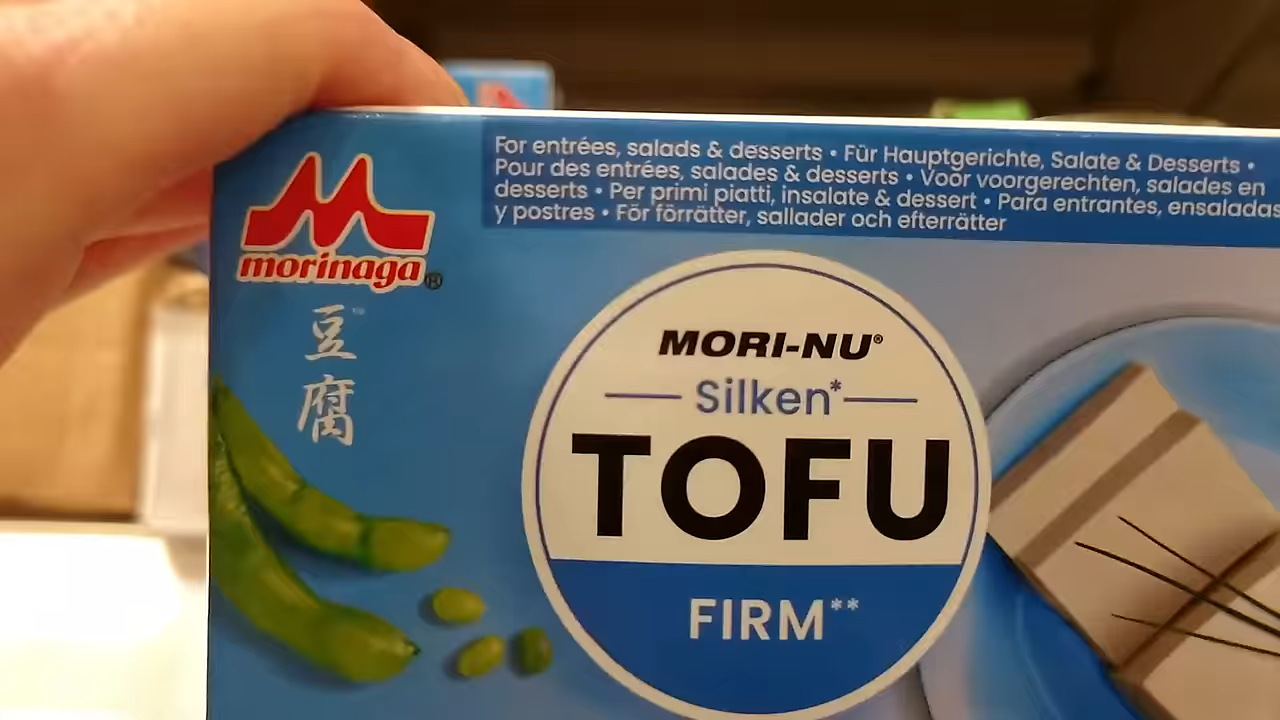 For entrées, salads & desserts • Für Hauptgerichte, Salate & Desserts •
Pour des entrées, salades & desserts • Voor voorgerechten, salades en
desserts • Per primi piatti, insalate & dessert • Para entrantes, ensaladas
y postres • För förrätter, sallader och efterrätter
morinaga®
豆™
腐
MORI-NU®
Silken*
TOFU
FIRM**